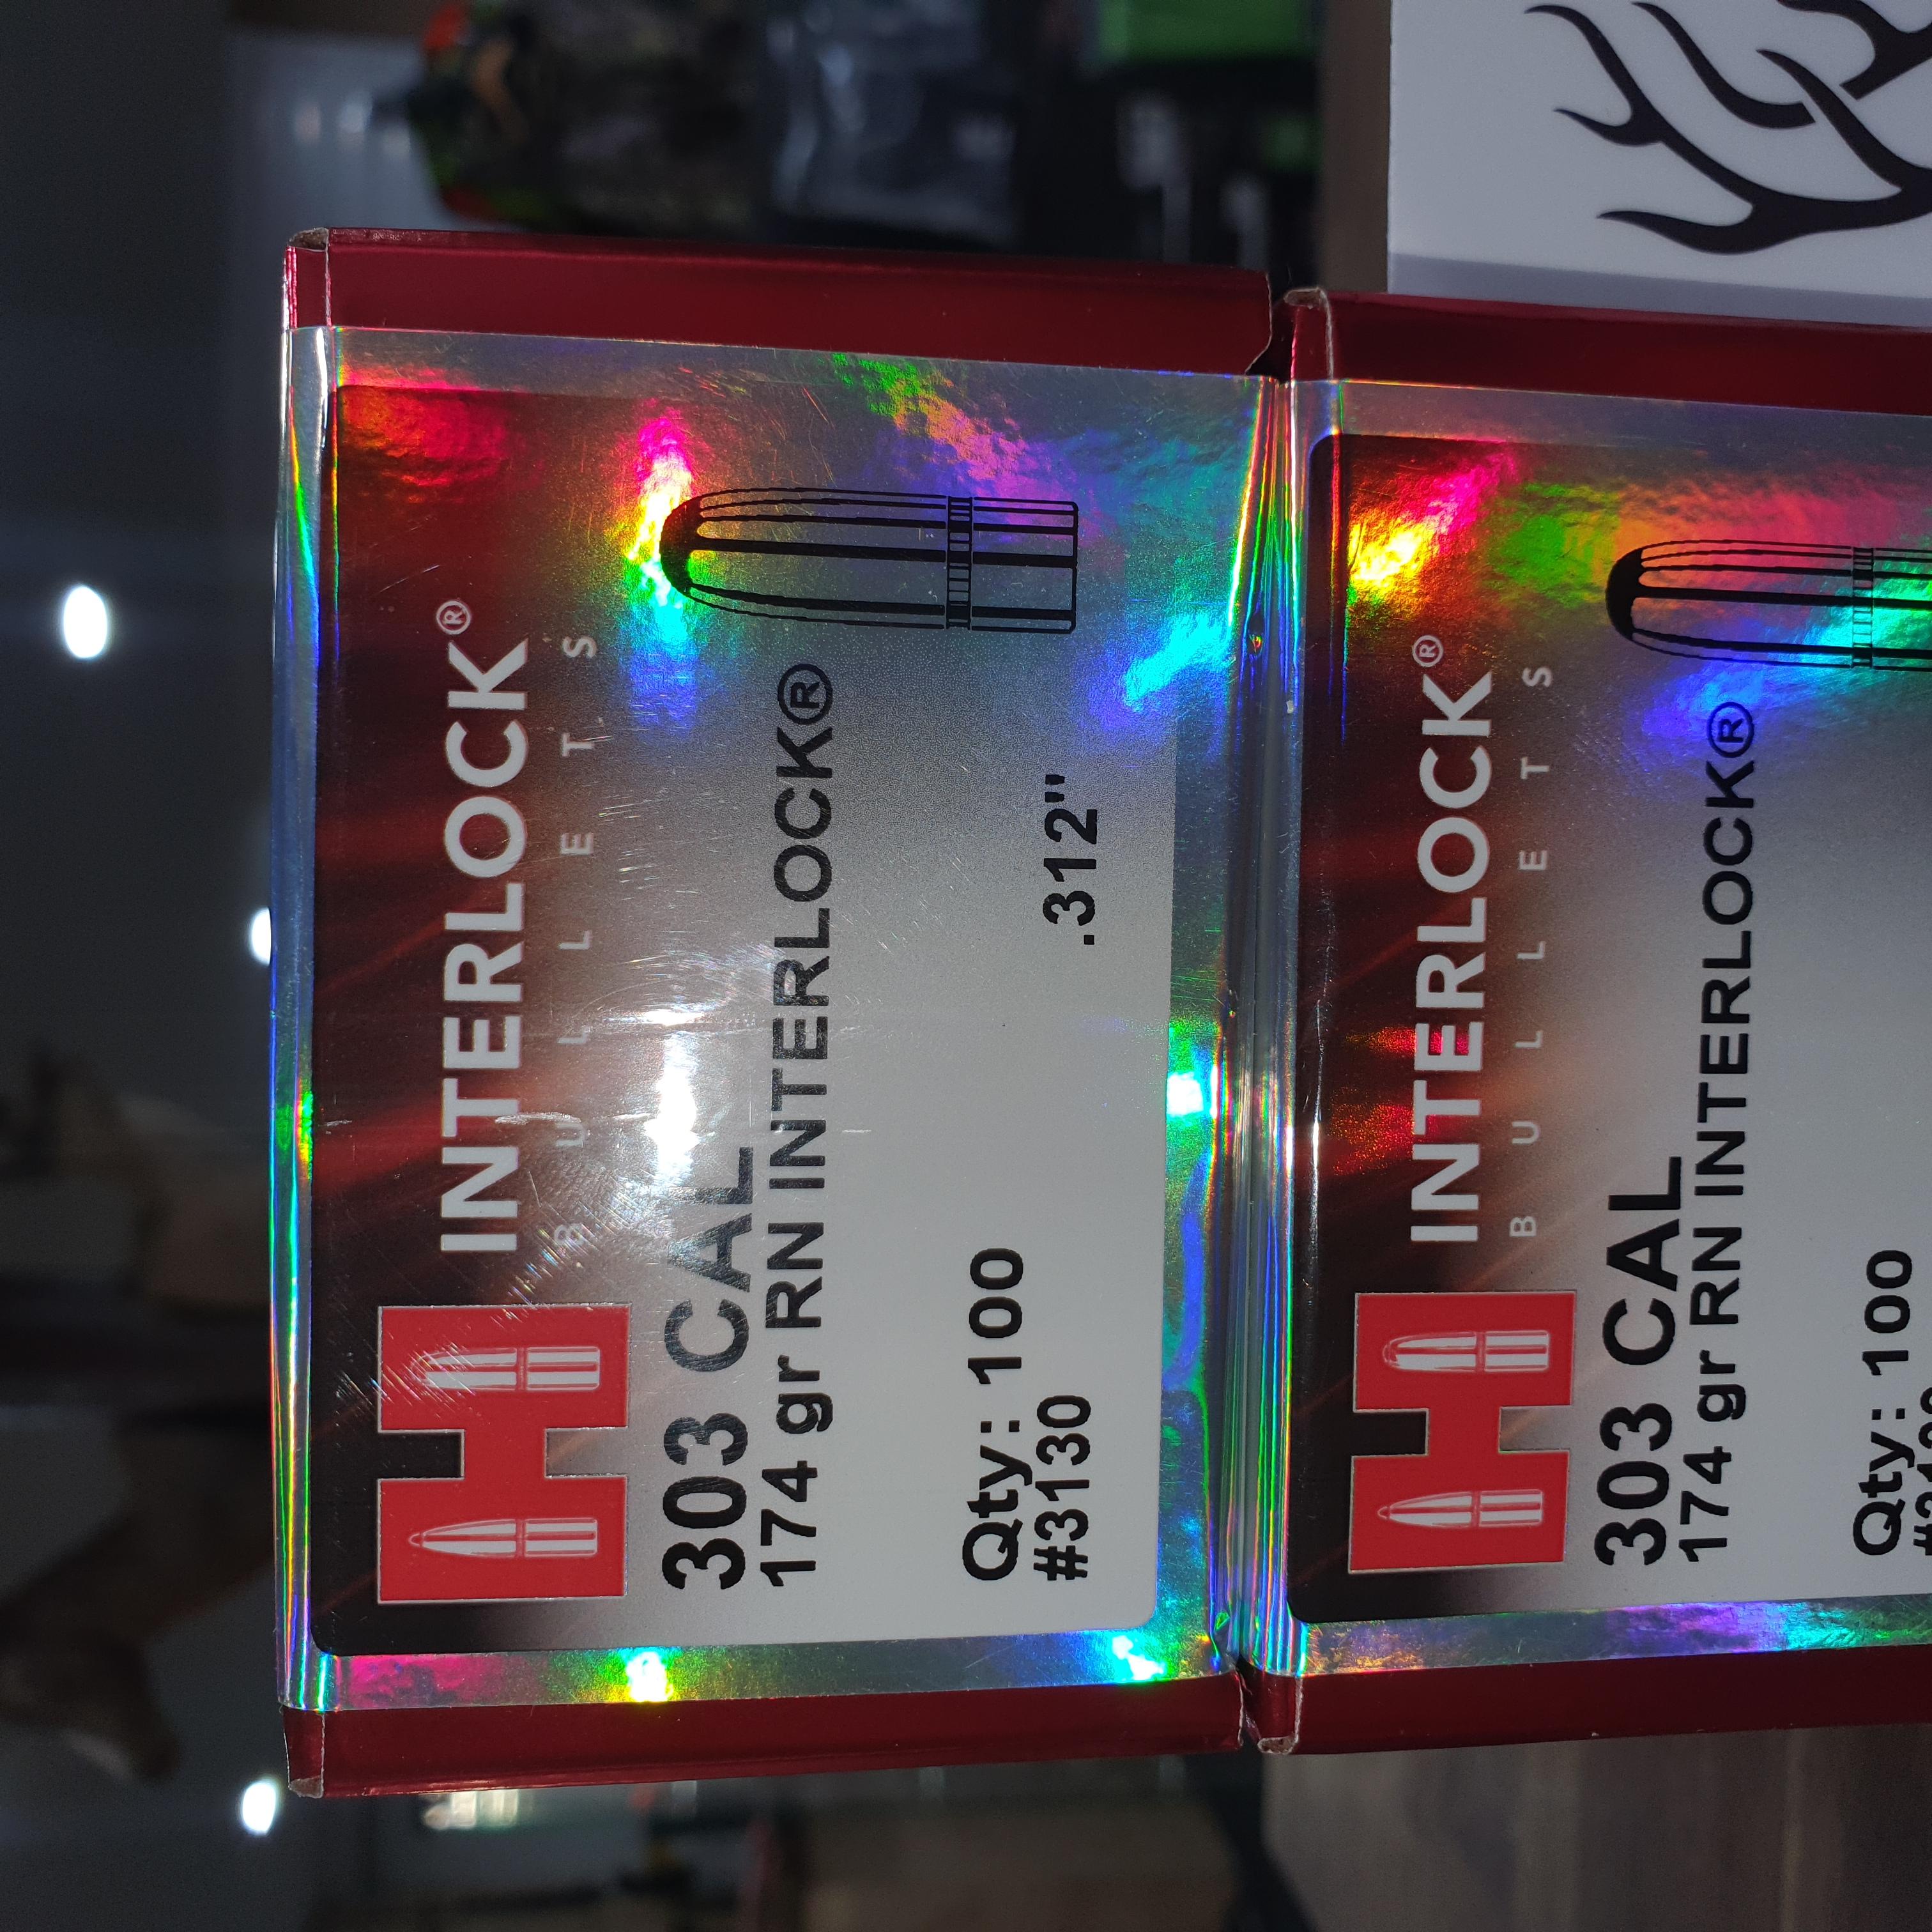 INTERLOCK®
BULLETS
303 CAL
174 gr RN INTERLOCK®
Qty: 100
#3130
.312"
INTERLOCK®
BULLETS
303 CAL
174 gr RN INTERLOCK®
Qty: 100